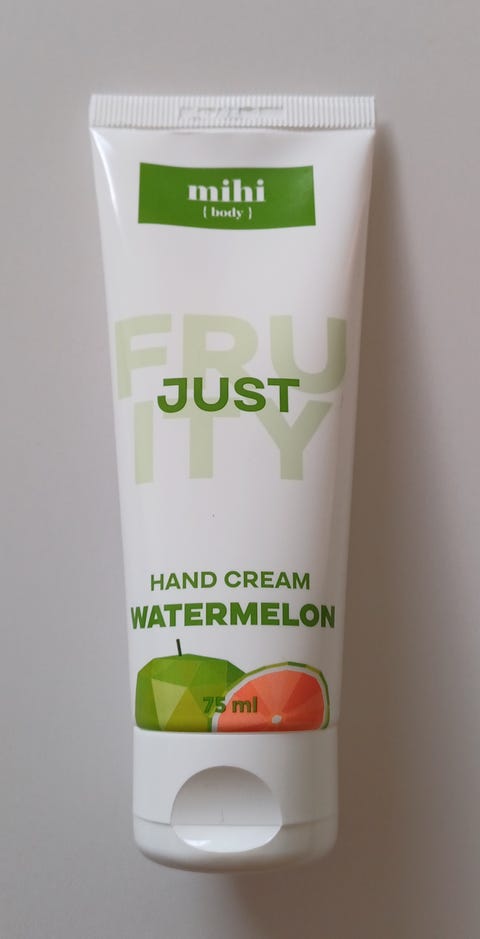 mihi
{ body }
FRU
JUST
ITY
HAND CREAM
WATERMELON
75 ml